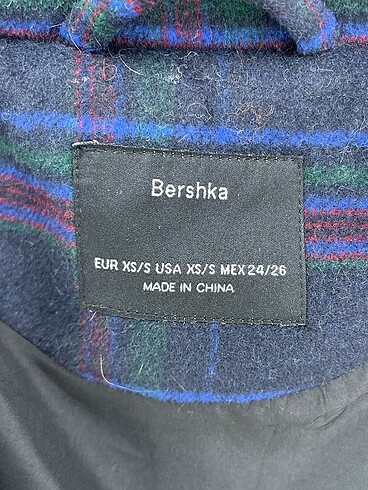 Bershka
EUR XS/S USA XS/S MEX 24/26
MADE IN CHINA